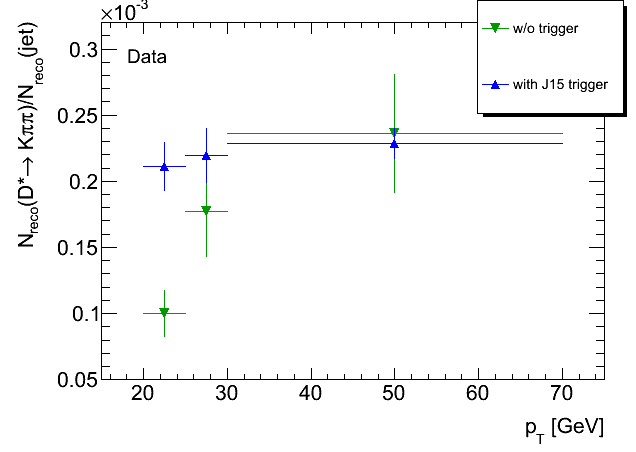 ×10⁻³
w/o trigger
with J15 trigger
Data
N_reco(D*→ Kππ)/N_reco(jet)
0.3
0.25
0.2
0.15
0.1
0.05
20 30 40 50 60 70
p_T [GeV]